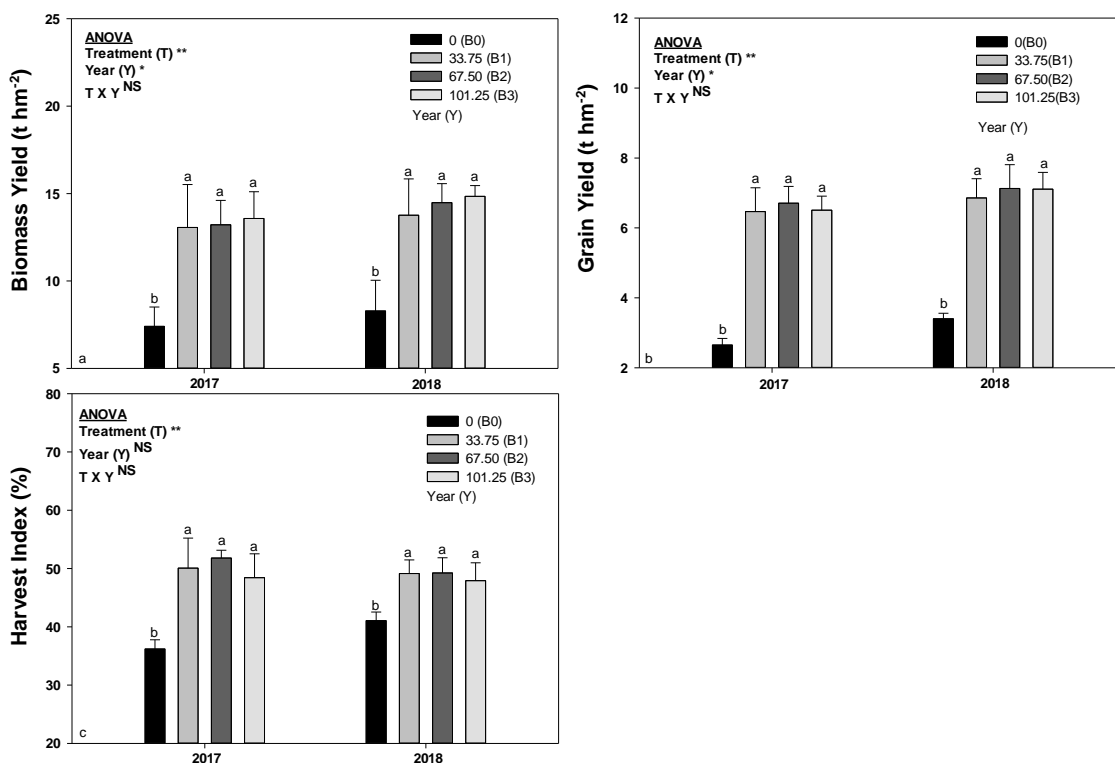 Biomass Yield (t hm-2)
25
20
15
10
5
ANOVA
Treatment (T) **
Year (Y) *
T X Y NS
0 (B0)
33.75 (B1)
67.50 (B2)
101.25 (B3)
Year (Y)
b
a
a
a
b
a
a
a
a
2017
2018
Grain Yield (t hm-2)
12
10
8
6
4
2
ANOVA
Treatment (T) **
Year (Y) *
T X Y NS
0(B0)
33.75(B1)
67.50(B2)
101.25(B3)
Year (Y)
b
a
a
a
b
a
a
a
b
2017
2018
Harvest Index (%)
80
70
60
50
40
30
20
ANOVA
Treatment (T) **
Year (Y) NS
T X Y NS
0 (B0)
33.75 (B1)
67.50 (B2)
101.25 (B3)
Year (Y)
b
a
a
a
b
a
a
a
c
2017
2018